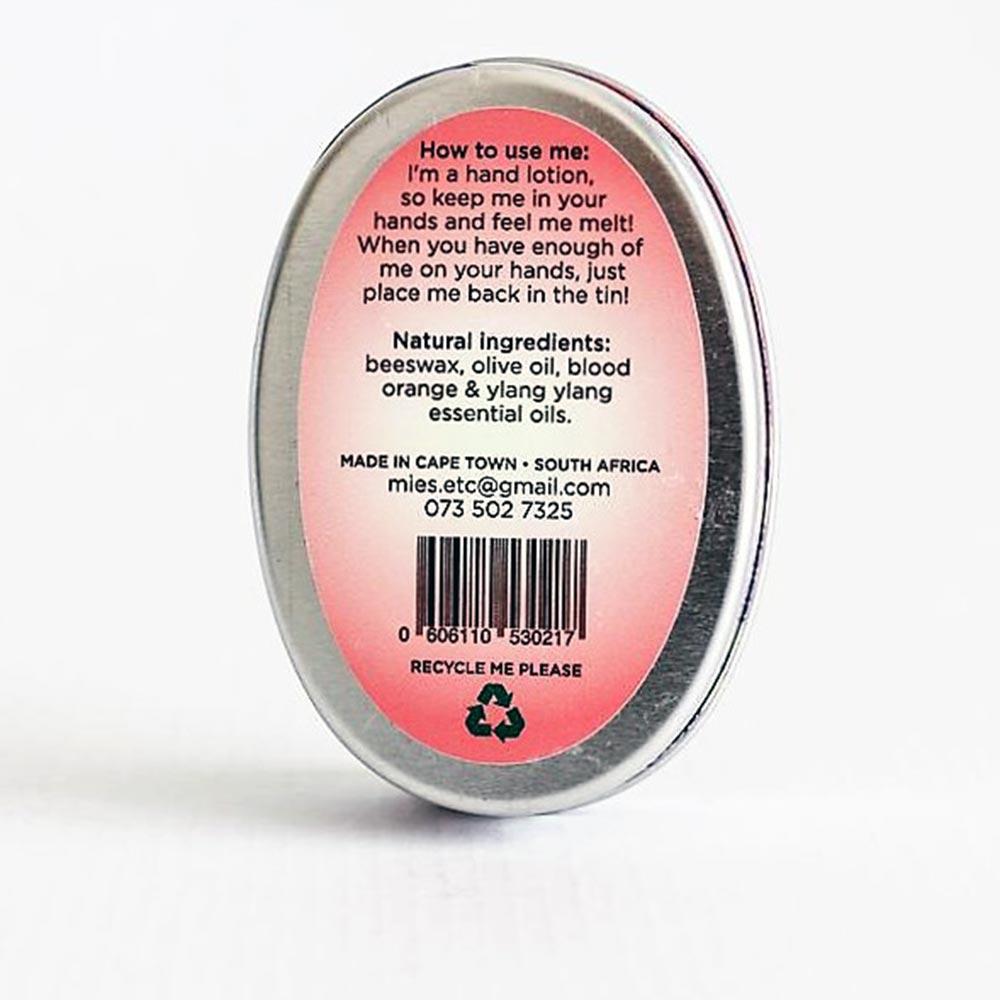 How to use me:
I'm a hand lotion,
so keep me in your
hands and feel me melt!
When you have enough of
me on your hands, just
place me back in the tin!
Natural ingredients:
beeswax, olive oil, blood
orange & ylang ylang
essential oils.
MADE IN CAPE TOWN • SOUTH AFRICA
mies.etc@gmail.com
073 502 7325
0 606110 530217
RECYCLE ME PLEASE